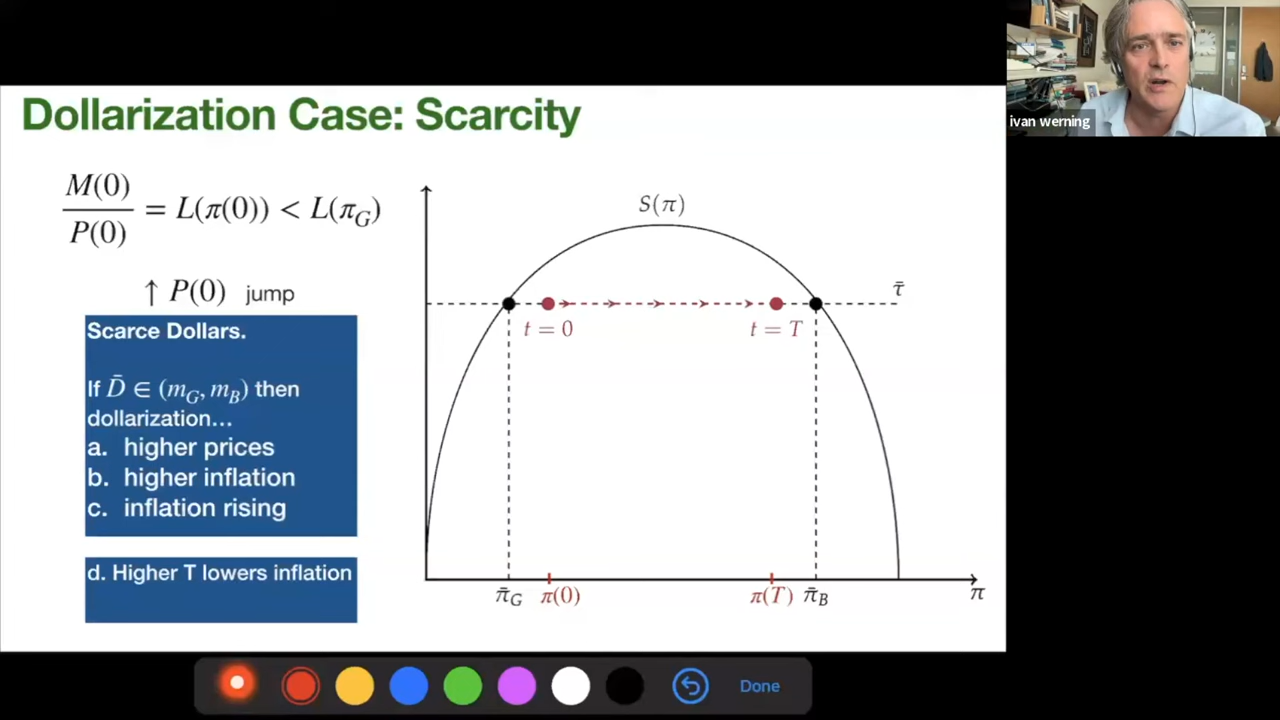 ivan werning
Dollarization Case: Scarcity
M(0)
P(0)
= L(π(0)) < L(π_G)
↑ P(0) jump
Scarce Dollars.
If D̄ ∈ (m_G, m_B) then
dollarization…
a. higher prices
b. higher inflation
c. inflation rising
d. Higher T lowers inflation
S(π)
τ̄
t = 0
t = T
π̄_G
π(0)
π(T)
π̄_B
π
Done